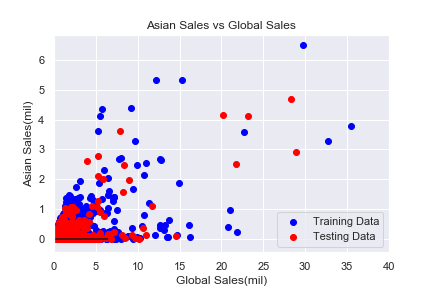 Asian Sales vs Global Sales
6
5
4
3
2
1
0
Asian Sales(mil)
Training Data
Testing Data
0 5 10 15 20 25 30 35 40
Global Sales(mil)